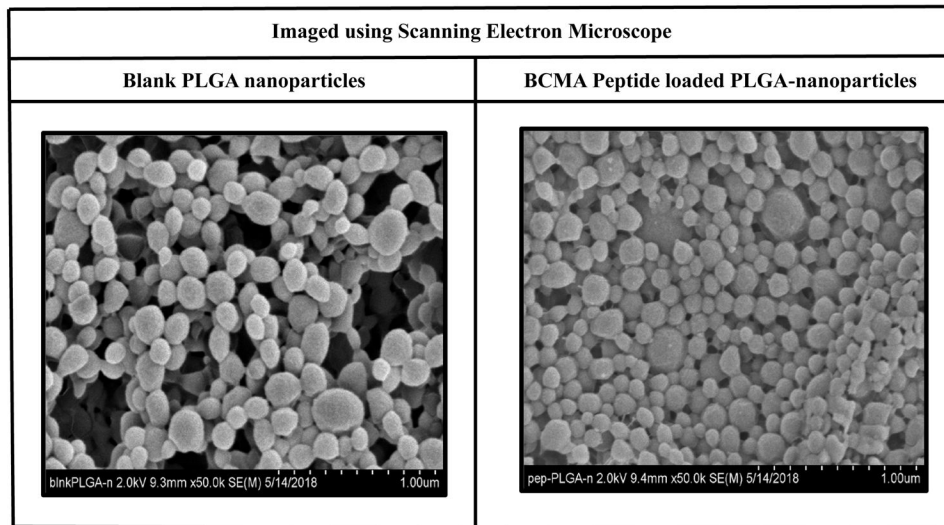 Imaged using Scanning Electron Microscope
Blank PLGA nanoparticles
BCMA Peptide loaded PLGA-nanoparticles
blnkPLGA-n 2.0kV 9.3mm x50.0k SE(M) 5/14/2018 1.00um
pep-PLGA-n 2.0kV 9.4mm x50.0k SE(M) 5/14/2018 1.00um